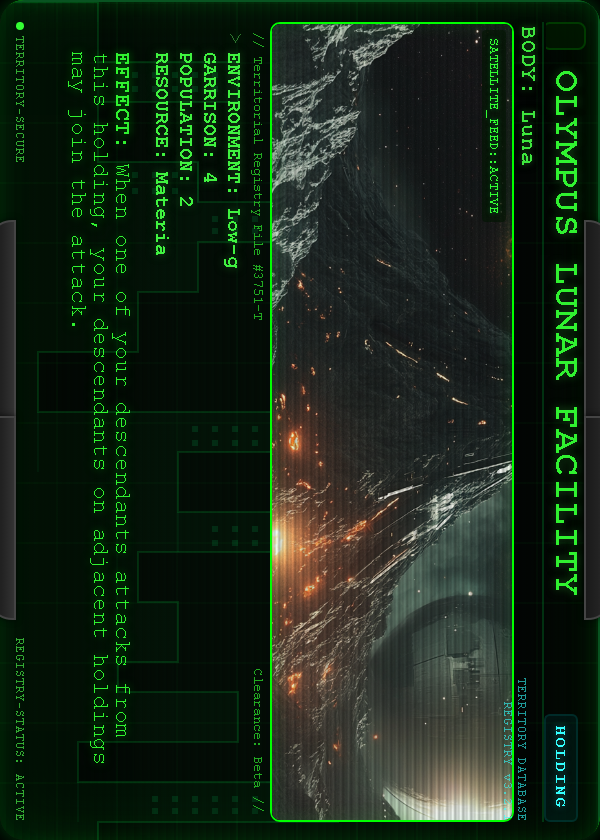 OLYMPUS LUNAR FACILITY
HOLDING
BODY: Luna
TERRITORY DATABASE
REGISTRY v3.
SATELLITE_FEED::ACTIVE
// Territorial Registry File #3751-T
Clearance: Beta //
> ENVIRONMENT: Low-g
GARRISON: 4
POPULATION: 2
RESOURCE: Materia
EFFECT: When one of your descendants attacks from
this holding, your descendants on adjacent holdings
may join the attack.
TERRITORY-SECURE
REGISTRY-STATUS: ACTIVE